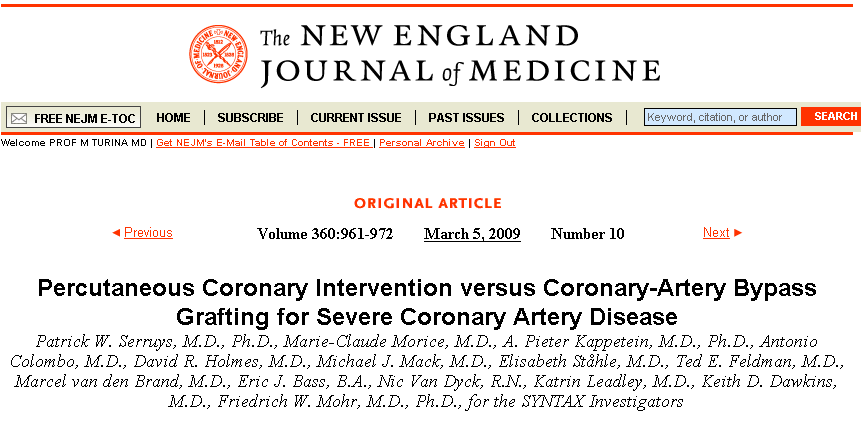 The NEW ENGLAND
JOURNAL of MEDICINE
FREE NEJM E-TOC HOME | SUBSCRIBE | CURRENT ISSUE | PAST ISSUES | COLLECTIONS | Keyword, citation, or author SEARCH
Welcome PROF M TURINA MD | Get NEJM's E-Mail Table of Contents - FREE | Personal Archive | Sign Out
ORIGINAL ARTICLE
◄ Previous Volume 360:961-972 March 5, 2009 Number 10 Next ►
Percutaneous Coronary Intervention versus Coronary-Artery Bypass
Grafting for Severe Coronary Artery Disease
Patrick W. Serruys, M.D., Ph.D., Marie-Claude Morice, M.D., A. Pieter Kappetein, M.D., Ph.D., Antonio
Colombo, M.D., David R. Holmes, M.D., Michael J. Mack, M.D., Elisabeth Ståhle, M.D., Ted E. Feldman, M.D.,
Marcel van den Brand, M.D., Eric J. Bass, B.A., Nic Van Dyck, R.N., Katrin Leadley, M.D., Keith D. Dawkins,
M.D., Friedrich W. Mohr, M.D., Ph.D., for the SYNTAX Investigators